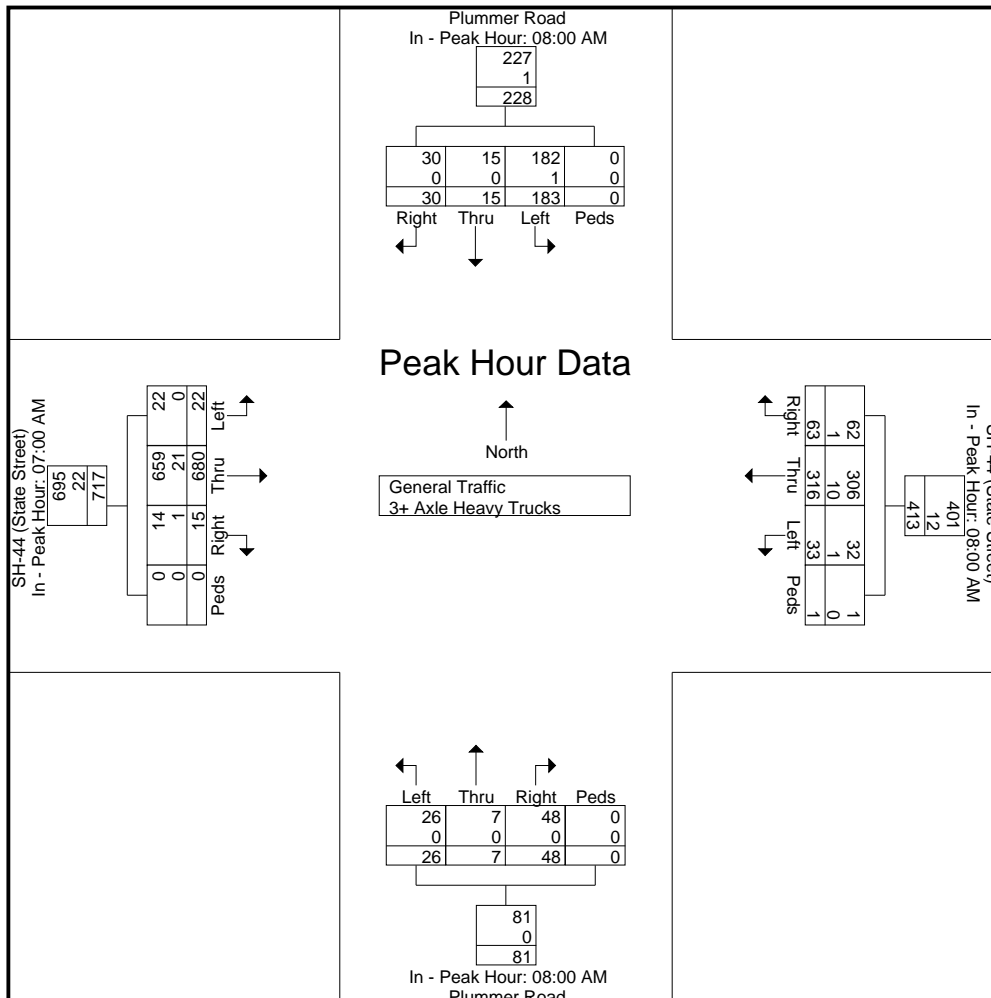 Plummer Road
In - Peak Hour: 08:00 AM
227
1
228
30 15 182 0
0 0 1 0
30 15 183 0
Right Thru Left Peds
Peak Hour Data
North
General Traffic
3+ Axle Heavy Trucks
SH-44 (State Street)
In - Peak Hour: 07:00 AM
695
22
717
22 0 22 Left
659 21 680 Thru
14 1 15 Right
0 0 0 Peds
SH-44 (State Street)
In - Peak Hour: 08:00 AM
401
12
413
Right 63 1 62
Thru 316 10 306
Left 33 1 32
Peds 1 0 1
Left Thru Right Peds
26 7 48 0
0 0 0 0
26 7 48 0
81
0
81
In - Peak Hour: 08:00 AM
Plummer Road